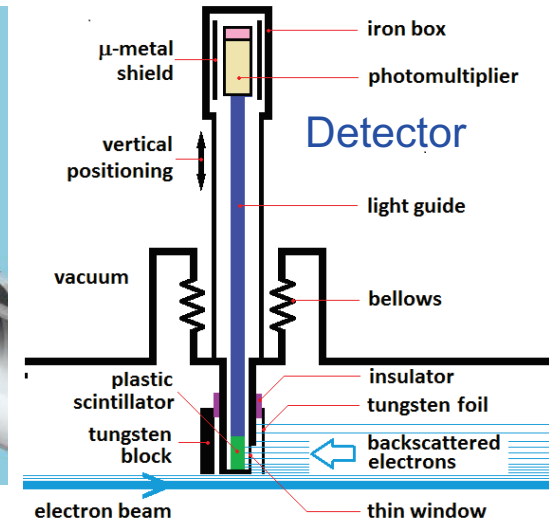 iron box
μ-metal
shield
photomultiplier
Detector
vertical
positioning
light guide
vacuum
bellows
plastic
scintillator
insulator
tungsten foil
tungsten
block
backscattered
electrons
electron beam
thin window